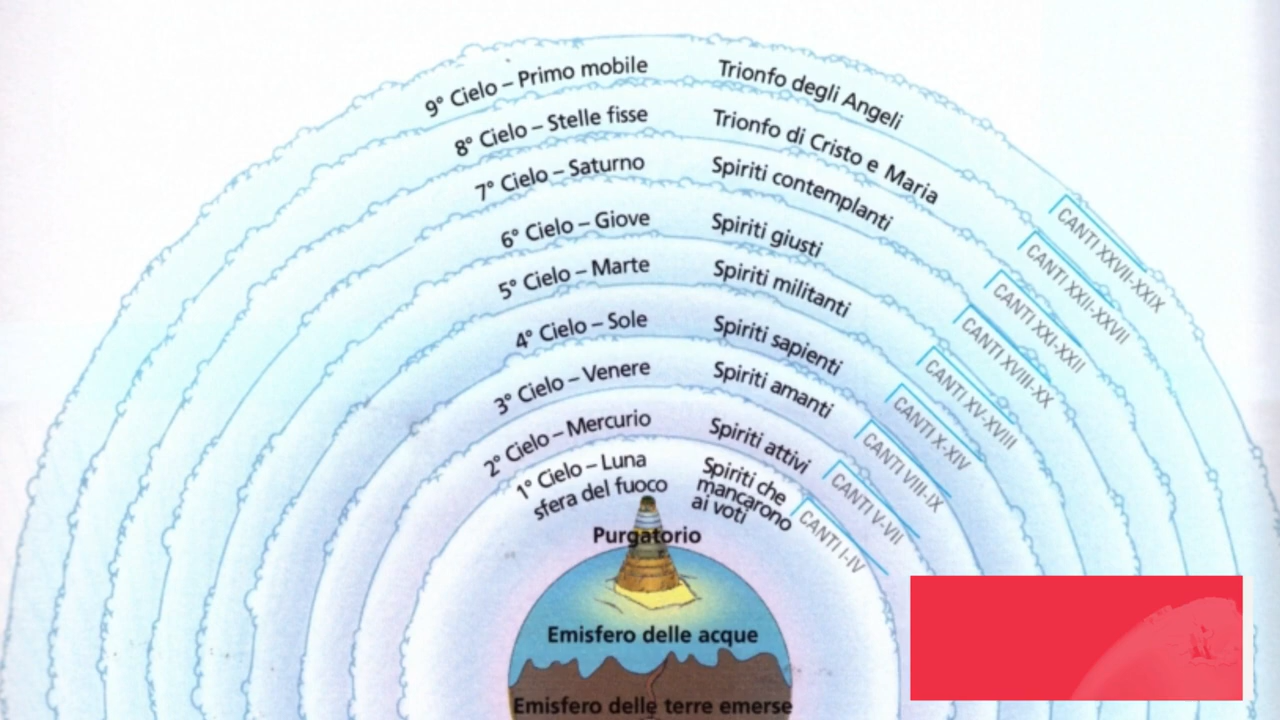 9° Cielo – Primo mobile
Trionfo degli Angeli
CANTI XXVII-XXIX
8° Cielo – Stelle fisse
Trionfo di Cristo e Maria
CANTI XXII-XXVII
7° Cielo – Saturno
Spiriti contemplanti
CANTI XXI-XXII
6° Cielo – Giove
Spiriti giusti
CANTI XVIII-XX
5° Cielo – Marte
Spiriti militanti
CANTI XV-XVIII
4° Cielo – Sole
Spiriti sapienti
CANTI X-XIV
3° Cielo – Venere
Spiriti amanti
CANTI VIII-IX
2° Cielo – Mercurio
Spiriti attivi
CANTI V-VII
1° Cielo – Luna
sfera del fuoco
Spiriti che
mancarono
ai voti
CANTI I-IV
Purgatorio
Emisfero delle acque
Emisfero delle terre emerse